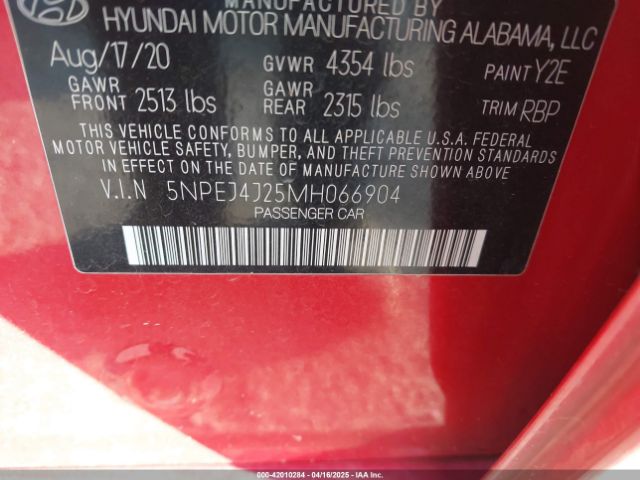 MANUFACTURED BY
HYUNDAI MOTOR MANUFACTURING ALABAMA, LLC
Aug/17/20 GVWR 4354 lbs PAINT Y2E
GAWR FRONT 2513 lbs GAWR REAR 2315 lbs TRIM RBP
THIS VEHICLE CONFORMS TO ALL APPLICABLE U.S.A. FEDERAL
MOTOR VEHICLE SAFETY, BUMPER, AND THEFT PREVENTION STANDARDS
IN EFFECT ON THE DATE OF MANUFACTURE SHOWN ABOVE
V.I.N 5NPEJ4J25MH066904
PASSENGER CAR
000-42010284 - 04/16/2025 - IAA Inc.